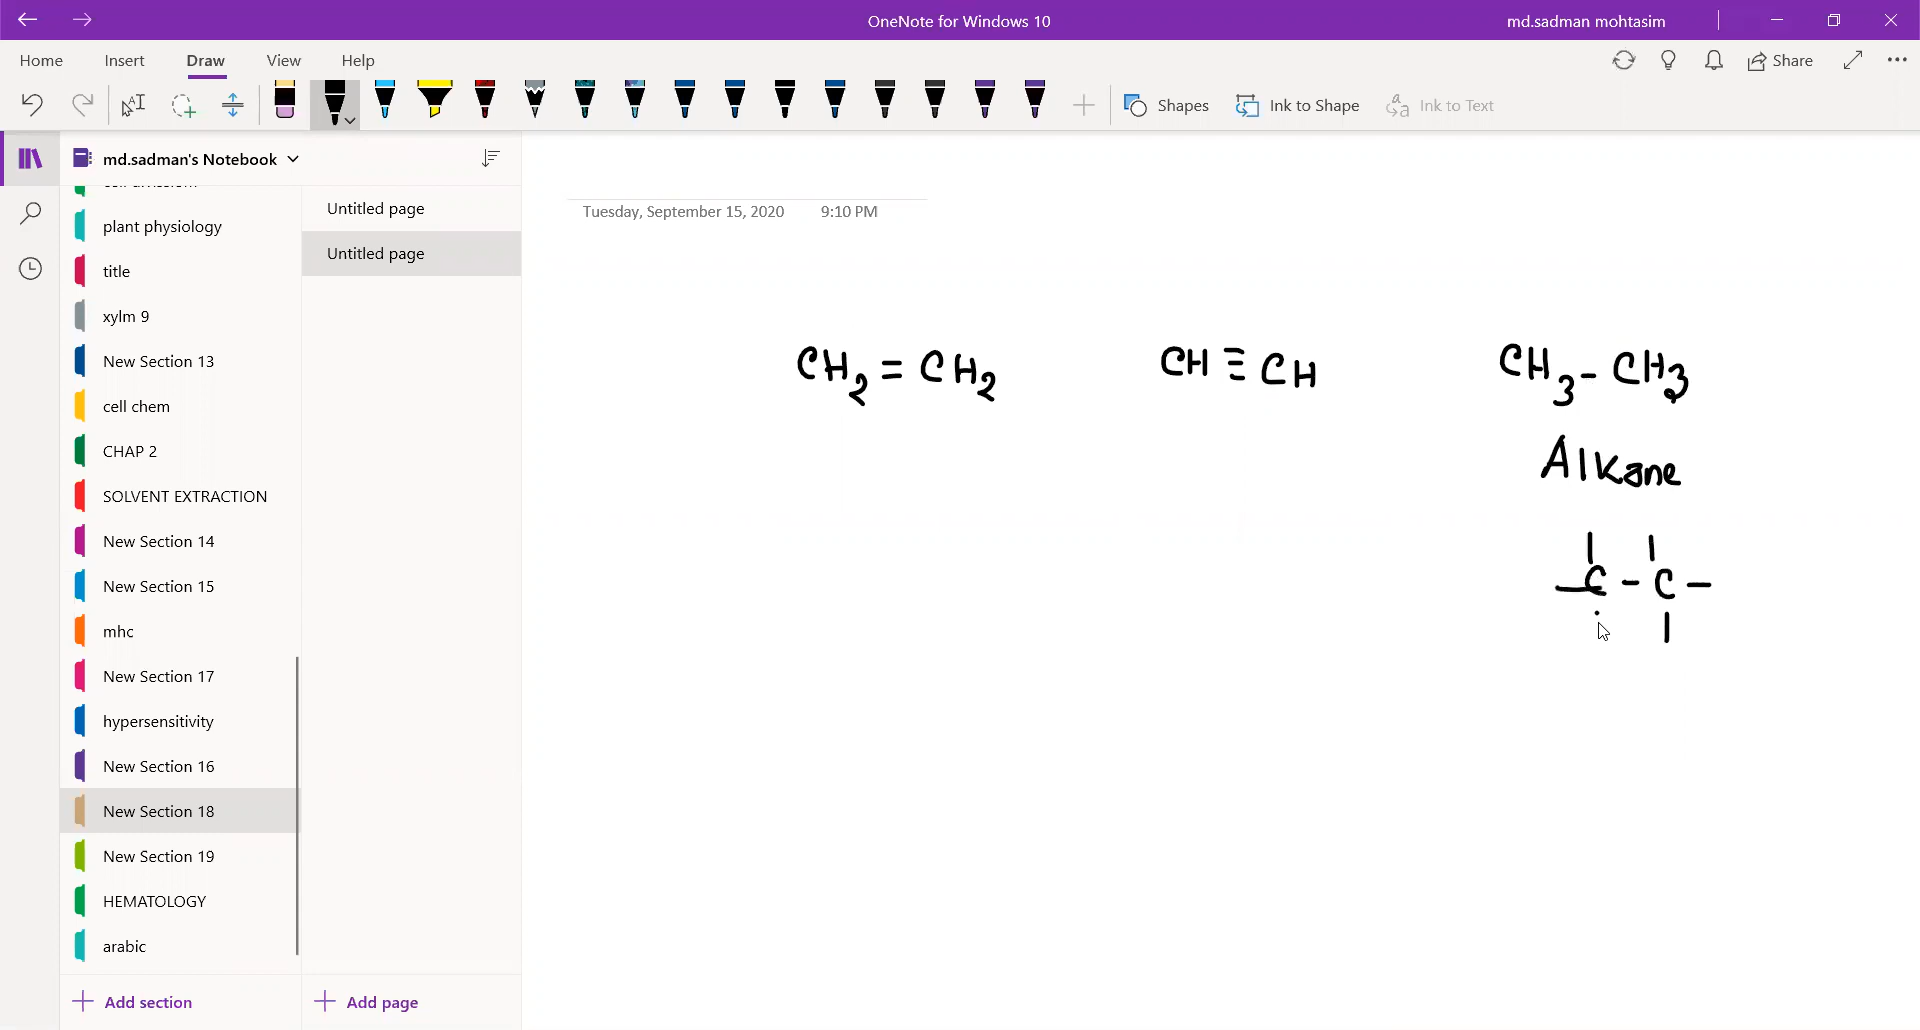 OneNote for Windows 10
md.sadman mohtasim
Home Insert Draw View Help
Share
Shapes Ink to Shape Ink to Text
md.sadman's Notebook
plant physiology
title
xylm 9
New Section 13
cell chem
CHAP 2
SOLVENT EXTRACTION
New Section 14
New Section 15
mhc
New Section 17
hypersensitivity
New Section 16
New Section 18
New Section 19
HEMATOLOGY
arabic
Add section
Untitled page
Untitled page
Add page
Tuesday, September 15, 2020 9:10 PM
CH₂ = CH₂ CH ≡ CH CH₃ - CH₃
Alkane
C - C -